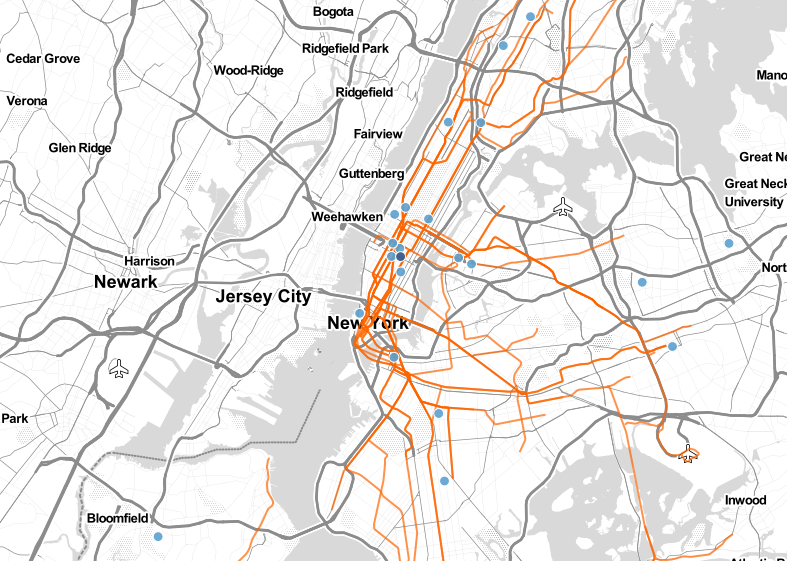 Bogota
Ridgefield Park
Cedar Grove
Wood-Ridge
Mano
Ridgefield
Verona
Fairview
Glen Ridge
Great Ne
Guttenberg
Great Neck
University
Weehawken
Harrison
Nort
Newark
Jersey City
New York
Park
Inwood
Bloomfield